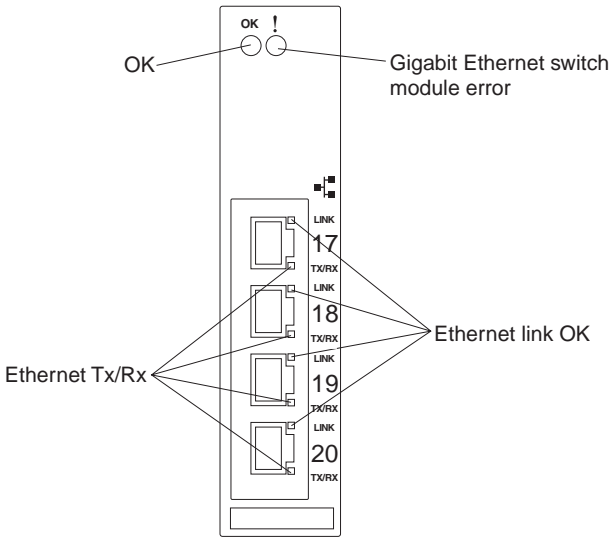 OK !
OK
Gigabit Ethernet switch
module error
LINK
17
TX/RX
LINK
18
TX/RX
Ethernet link OK
LINK
19
TX/RX
Ethernet Tx/Rx
LINK
20
TX/RX